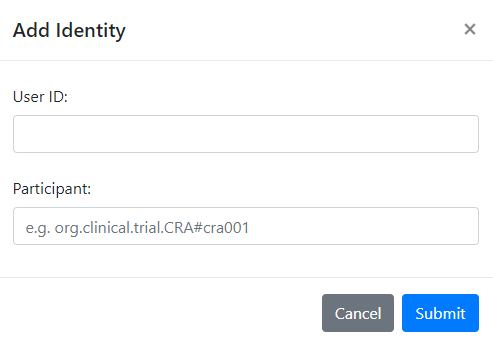 Add Identity ×
User ID:
Participant:
e.g. org.clinical.trial.CRA#cra001
Cancel Submit